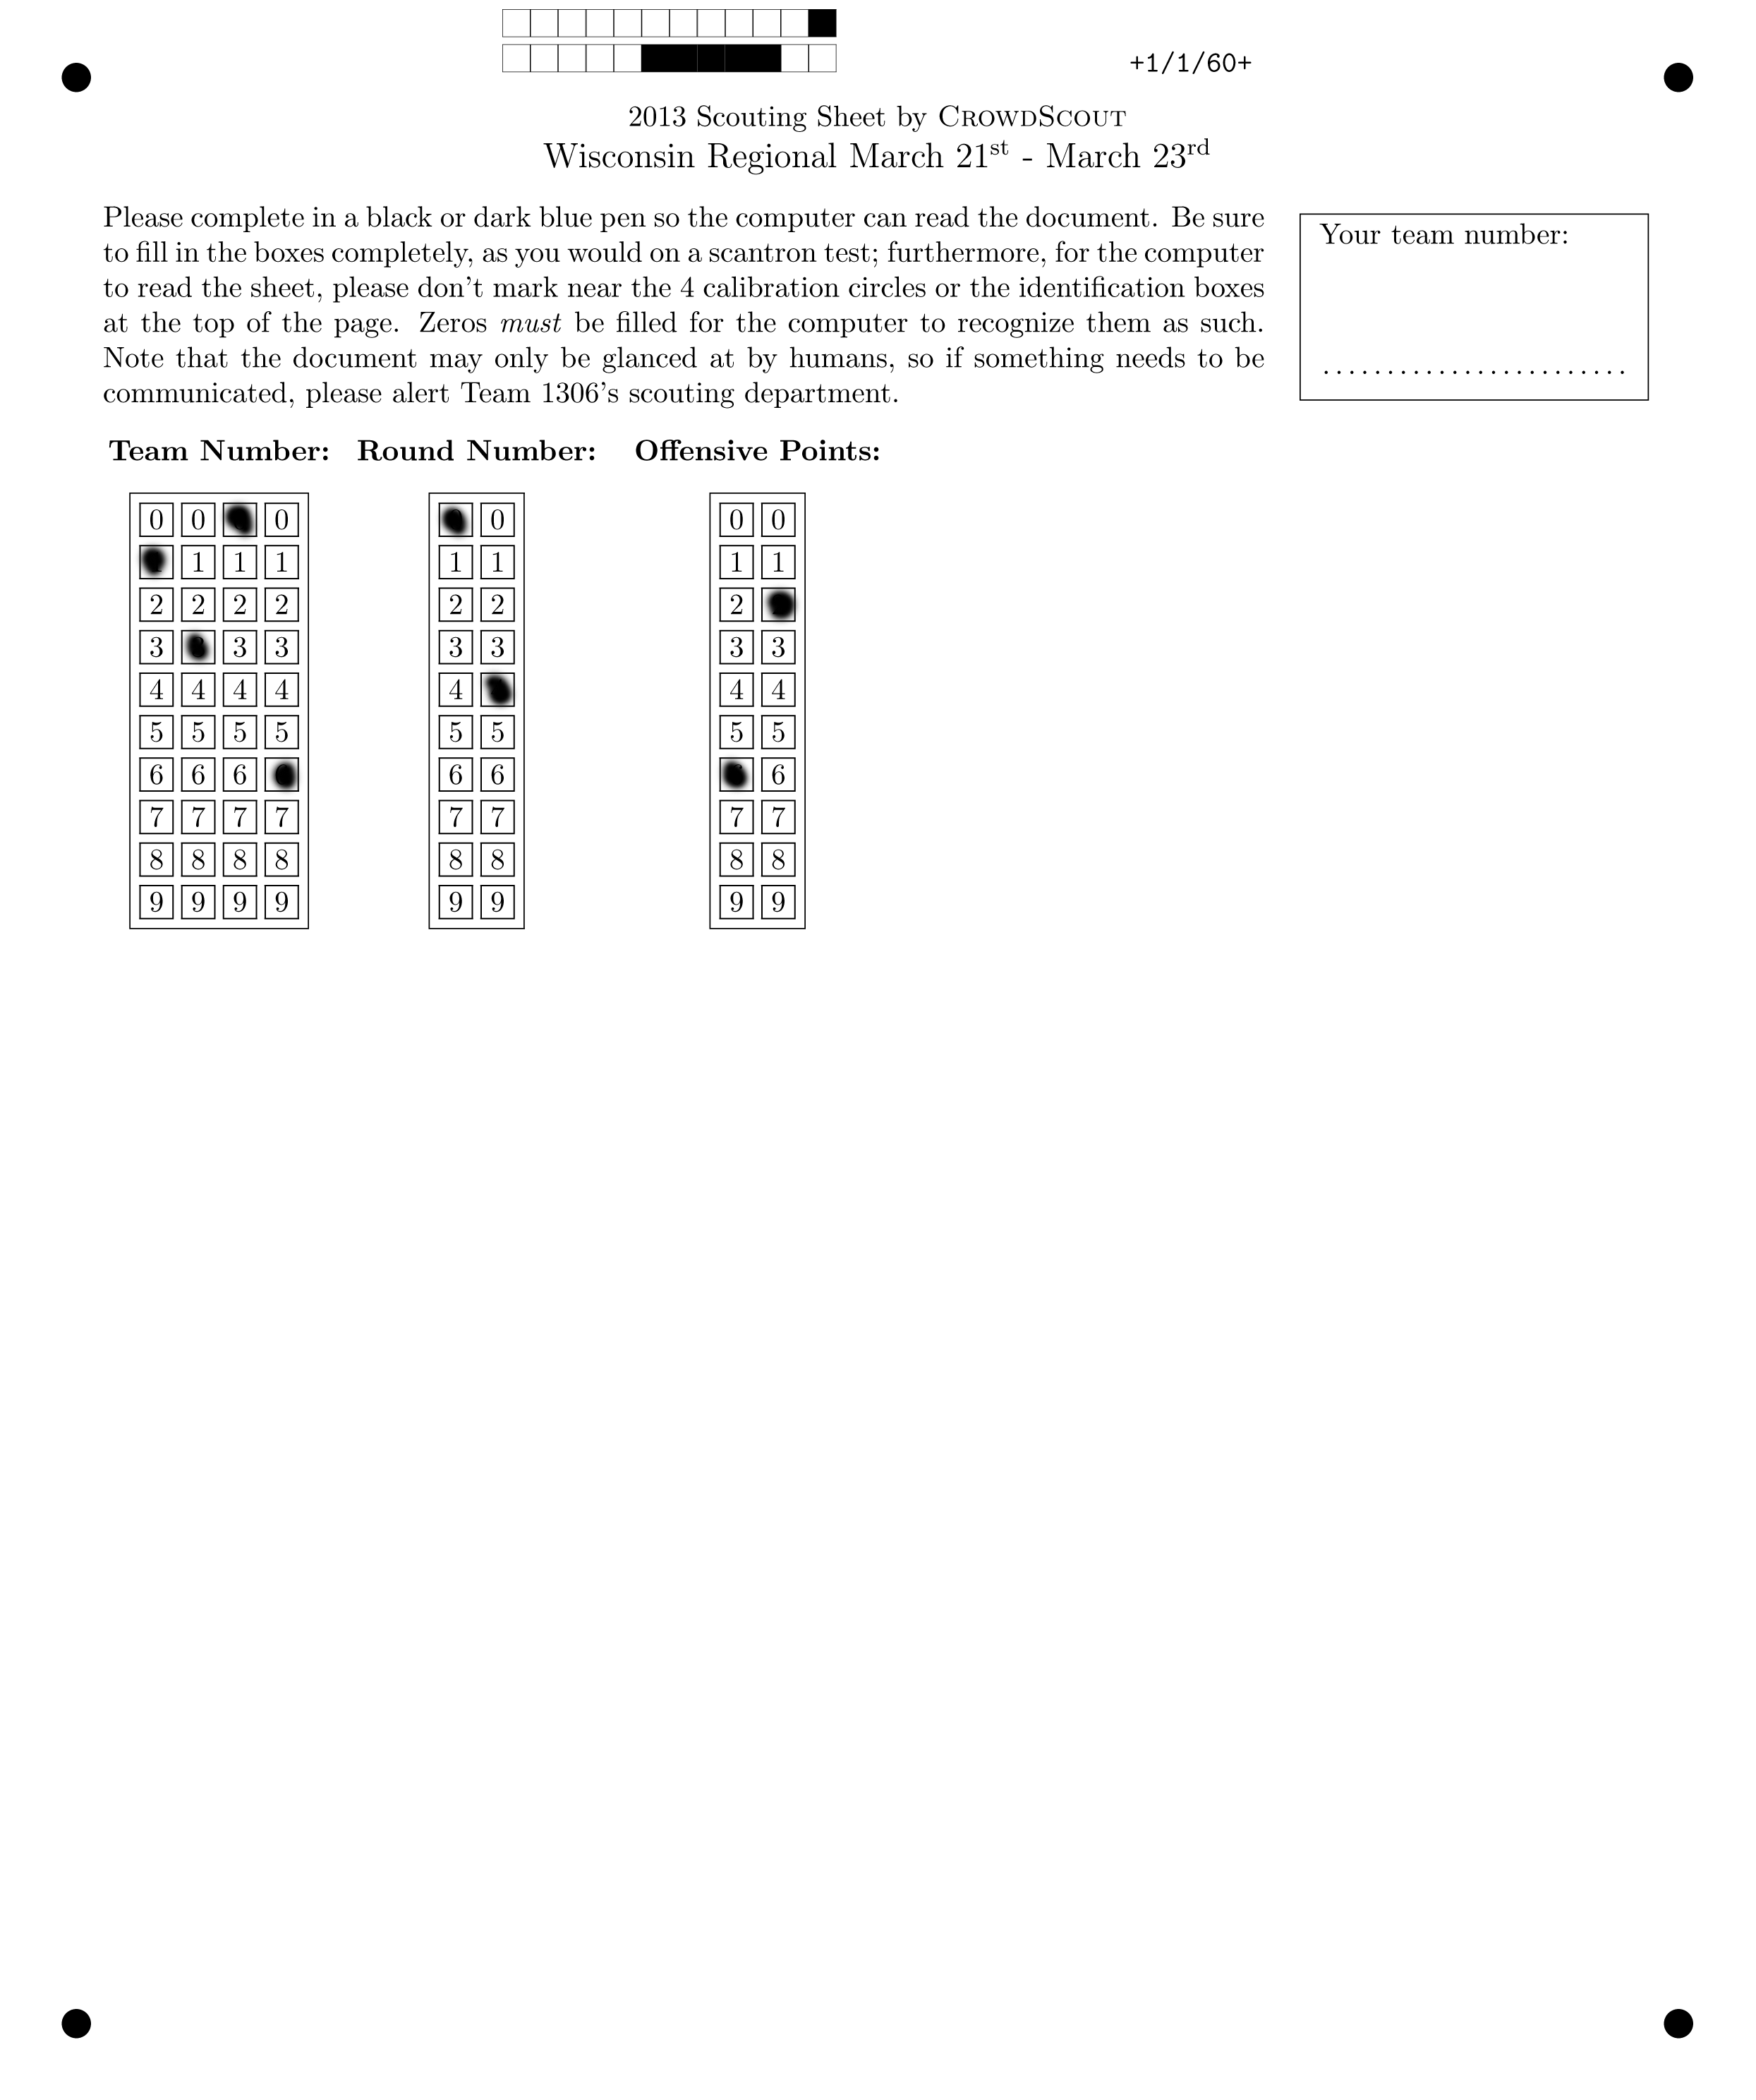 +1/1/60+
2013 Scouting Sheet by CrowdScout
Wisconsin Regional March 21st - March 23rd
Please complete in a black or dark blue pen so the computer can read the document. Be sure
to fill in the boxes completely, as you would on a scantron test; furthermore, for the computer
to read the sheet, please don't mark near the 4 calibration circles or the identification boxes
at the top of the page. Zeros must be filled for the computer to recognize them as such.
Note that the document may only be glanced at by humans, so if something needs to be
communicated, please alert Team 1306's scouting department.
Your team number:
........................
Team Number: Round Number: Offensive Points:
0 0 0 0 0 0
1 1 1 1 1 1 1
2 2 2 2 2 2 2
3 3 3 3 3 3 3
4 4 4 4 4 4 4
5 5 5 5 5 5 5 5
6 6 6 6 6 6
7 7 7 7 7 7 7 7
8 8 8 8 8 8 8 8
9 9 9 9 9 9 9 9